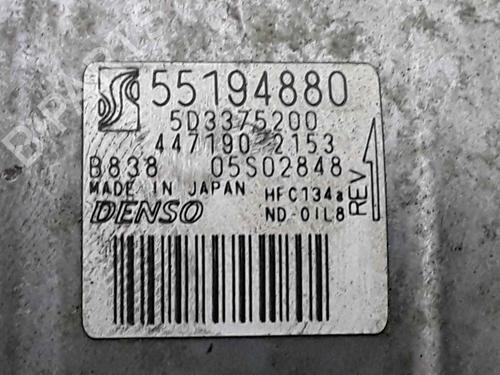 55194880
5D3375200
447190 2153
B838 05S02848
MADE IN JAPAN HFC134a
DENSO ND-OIL8
REV